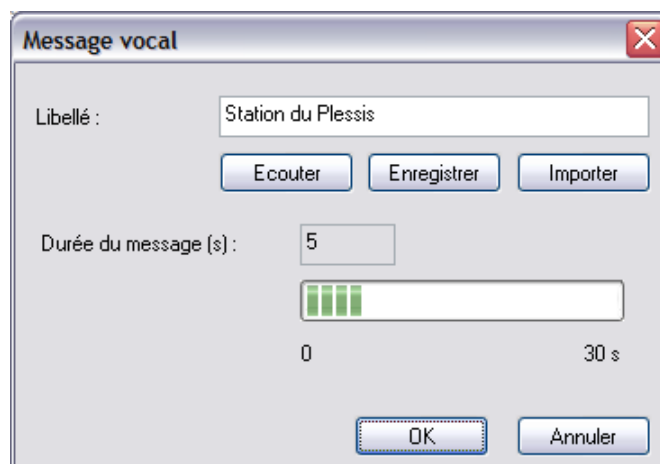 Message vocal
Libellé : Station du Plessis
Ecouter Enregistrer Importer
Durée du message (s) : 5
0 30 s
OK Annuler